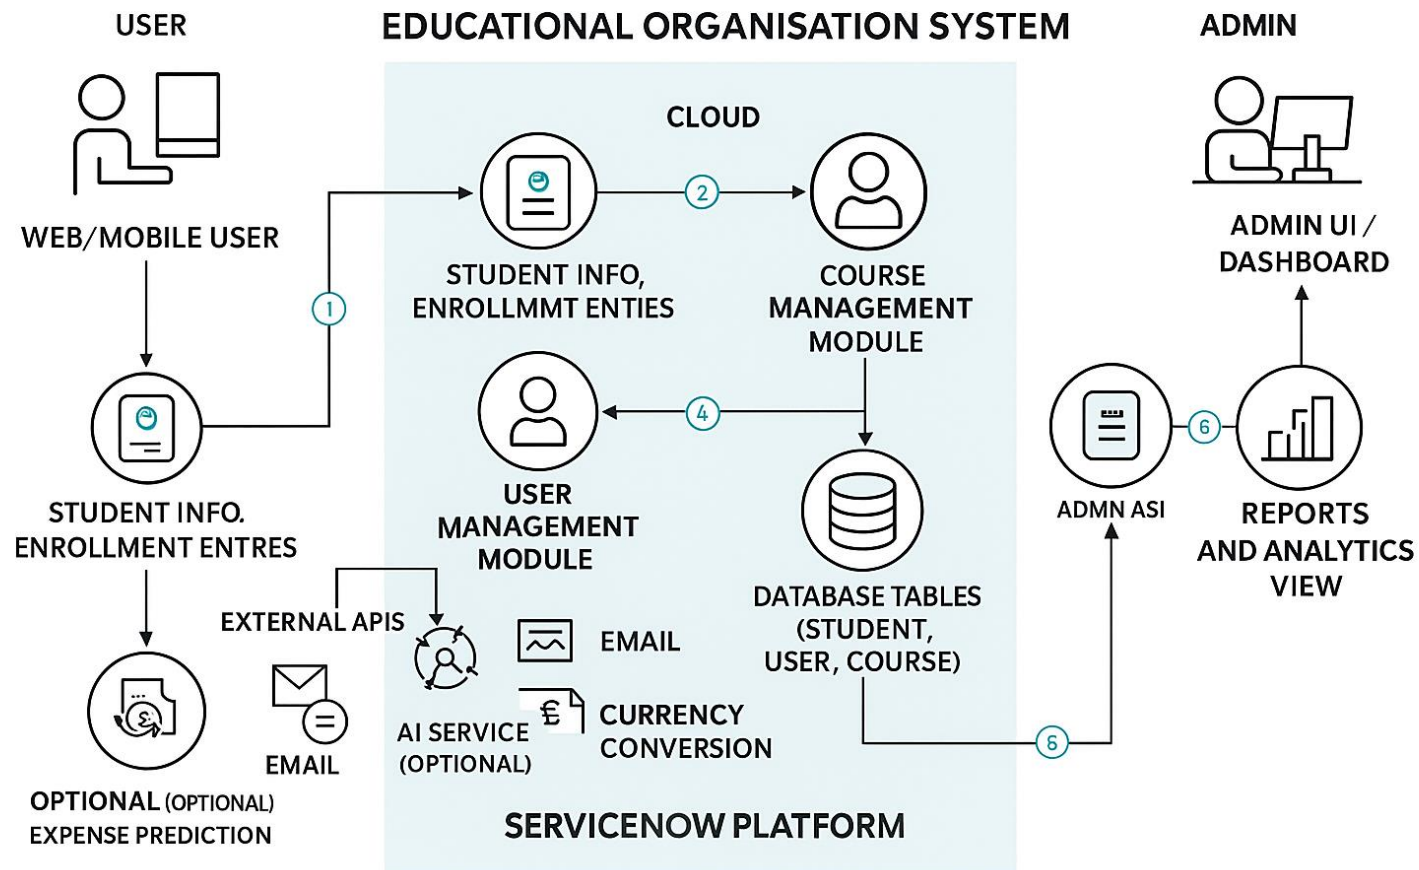 USER
EDUCATIONAL ORGANISATION SYSTEM
ADMIN
CLOUD
WEB/MOBILE USER
1
STUDENT INFO.
ENROLLMENT ENTRES
OPTIONAL (OPTIONAL)
EXPENSE PREDICTION
STUDENT INFO,
ENROLLMMT ENTIES
2
COURSE
MANAGEMENT
MODULE
4
USER
MANAGEMENT
MODULE
DATABASE TABLES
(STUDENT,
USER, COURSE)
EXTERNAL APIS
EMAIL
AI SERVICE
(OPTIONAL)
EMAIL
£
CURRENCY
CONVERSION
SERVICENOW PLATFORM
6
ADMN ASI
6
REPORTS
AND ANALYTICS
VIEW
ADMIN UI /
DASHBOARD